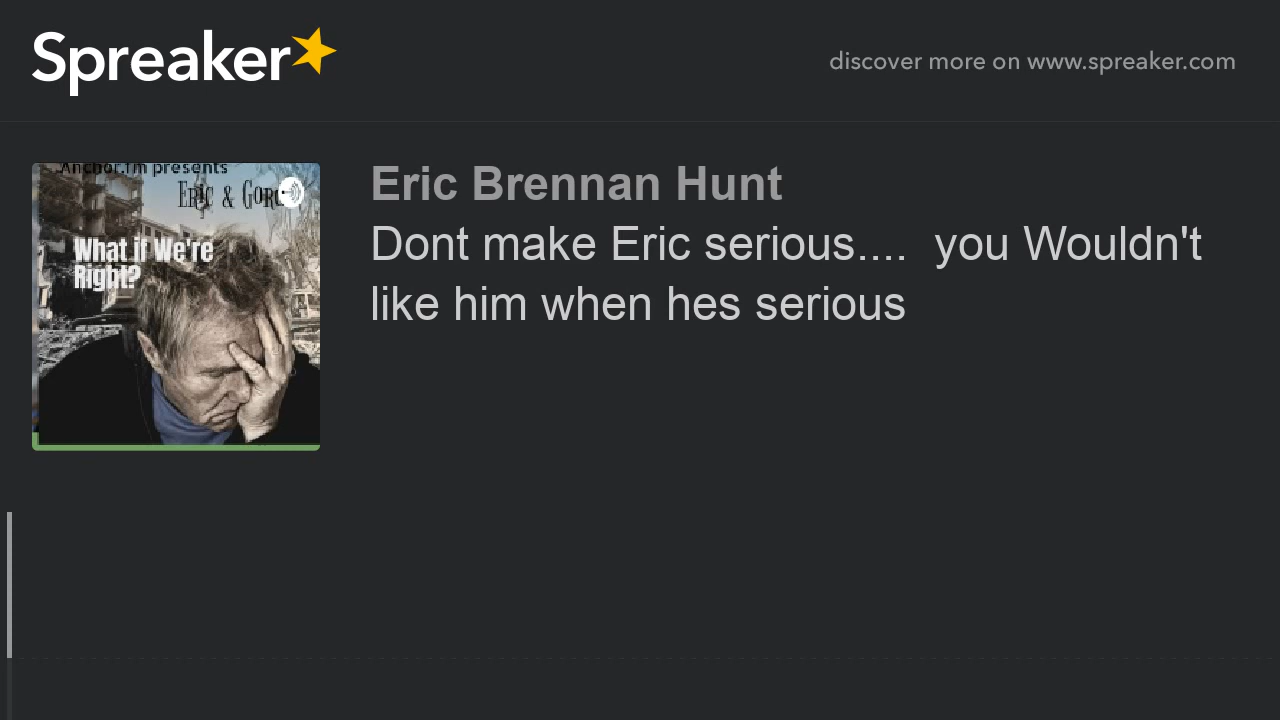 Spreaker
discover more on www.spreaker.com
Anchor.fm presents
Eric &
What if We're
Right?
Eric Brennan Hunt
Dont make Eric serious.... you Wouldn't
like him when hes serious